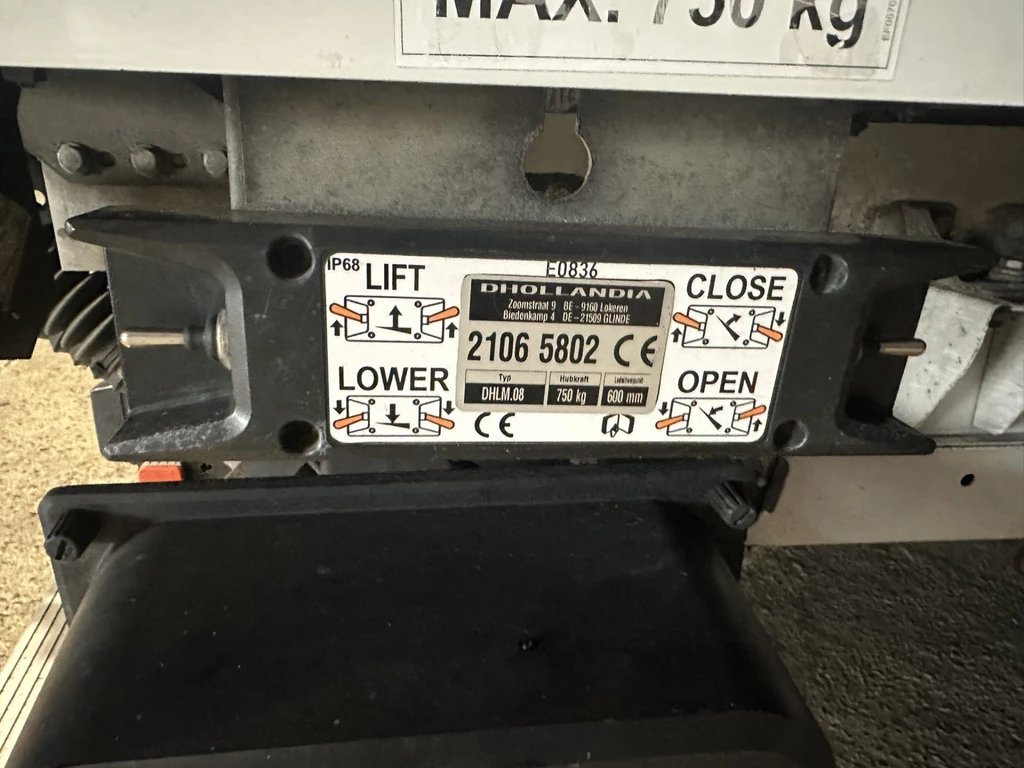 MAX. 750 kg
IP68
LIFT
E0836
CLOSE
DHOLLANDIA
Zoomstraat 9 BE - 9160 Lokeren
Biedenkamp 4 DE - 21509 GLINDE
2106 5802 CE
LOWER
OPEN
Typ Hubkraft
DHLM.08 750 kg 600 mm
CE